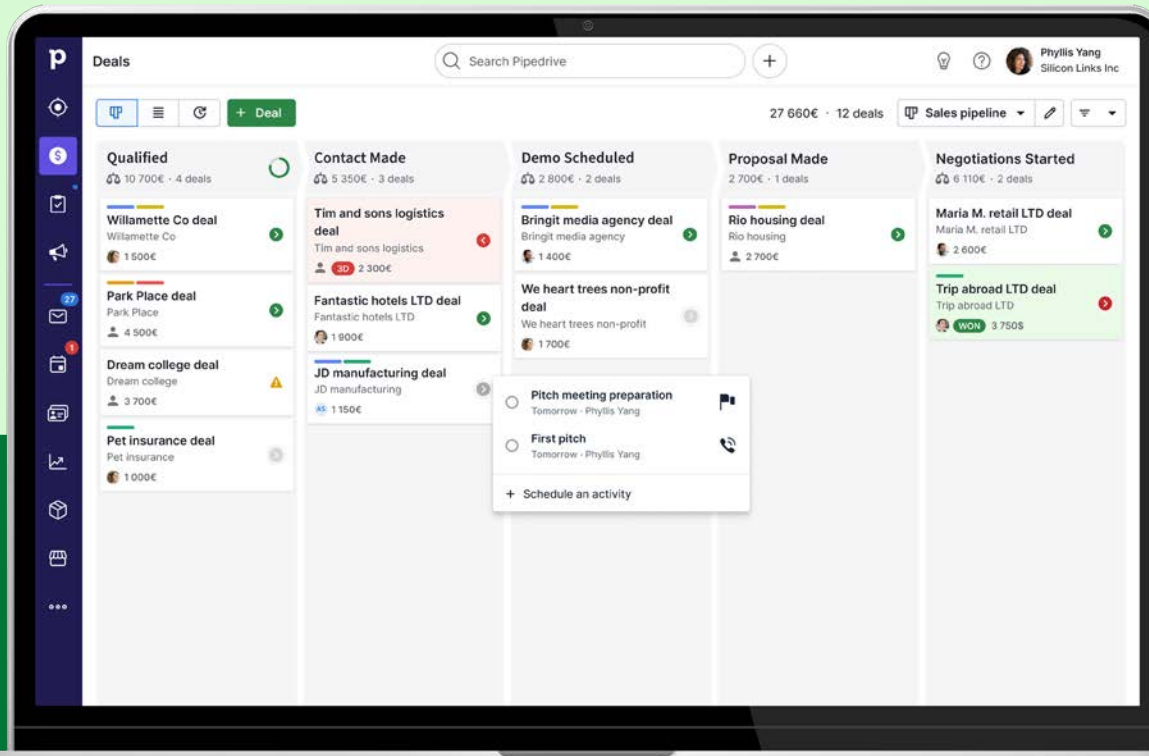 p
Deals
Search Pipedrive
+
?
Phyllis Yang
Silicon Links Inc
+ Deal
27 660€ · 12 deals
Sales pipeline
Qualified
10 700€ · 4 deals
Willamette Co deal
Willamette Co
1 500€
Park Place deal
Park Place
4 500€
Dream college deal
Dream college
3 700€
Pet insurance deal
Pet insurance
1 000€
Contact Made
5 350€ · 3 deals
Tim and sons logistics
deal
Tim and sons logistics
3D 2 300€
Fantastic hotels LTD deal
Fantastic hotels LTD
1 900€
JD manufacturing deal
JD manufacturing
AS 1 150€
Demo Scheduled
2 800€ · 2 deals
Bringit media agency deal
Bringit media agency
1 400€
We heart trees non-profit
deal
We heart trees non-profit
1 700€
Pitch meeting preparation
Tomorrow · Phyllis Yang
First pitch
Tomorrow · Phyllis Yang
+ Schedule an activity
Proposal Made
2 700€ · 1 deals
Rio housing deal
Rio housing
2 700€
Negotiations Started
6 110€ · 2 deals
Maria M. retail LTD deal
Maria M. retail LTD
2 600€
Trip abroad LTD deal
Trip abroad LTD
WON 3 750$
27
1